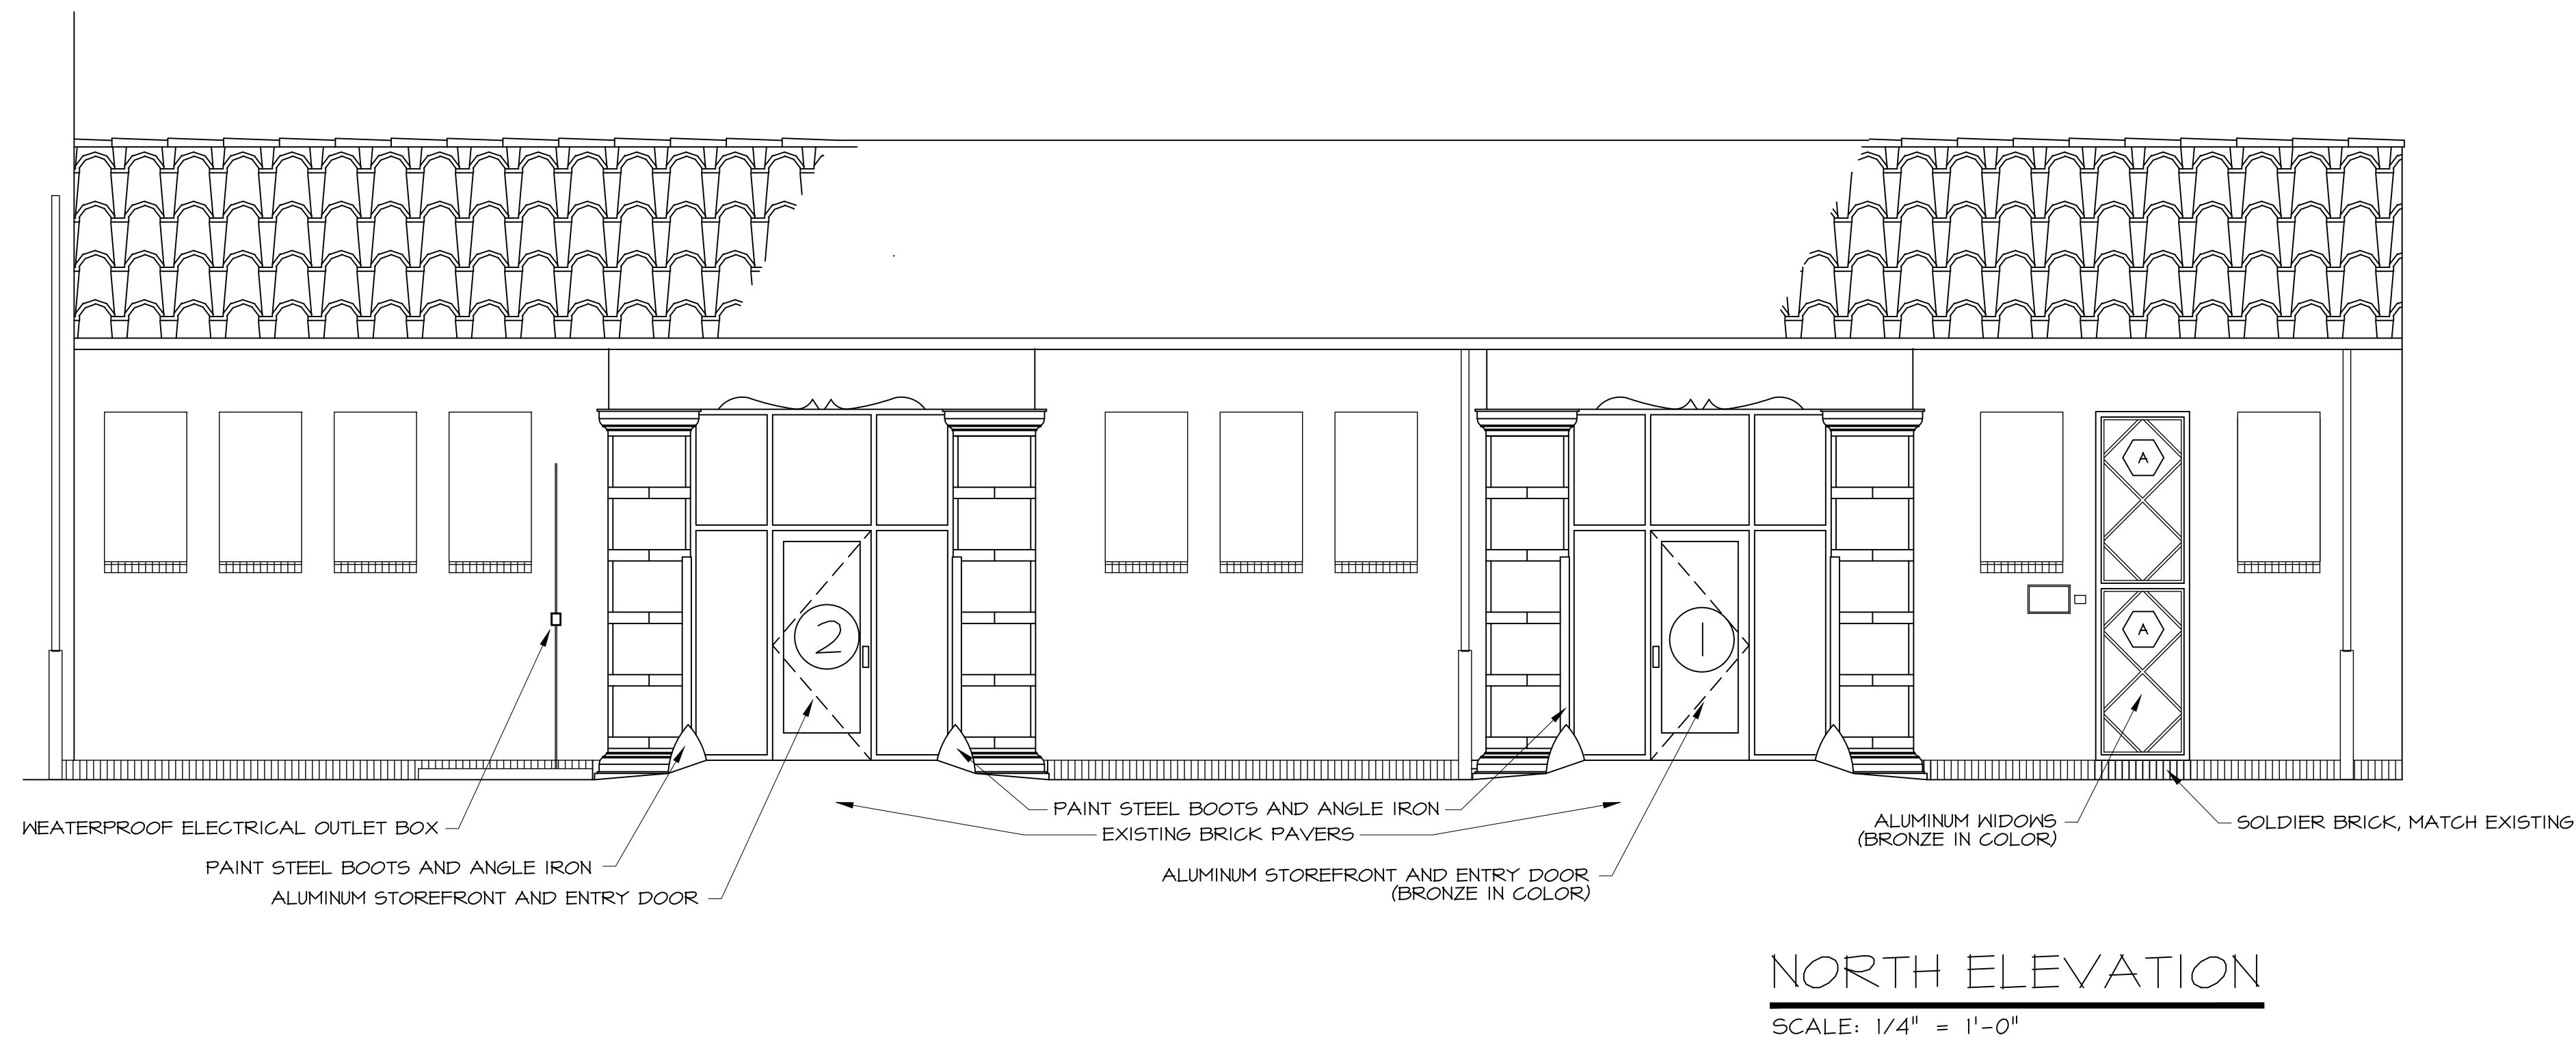 A
A
2
1
WEATERPROOF ELECTRICAL OUTLET BOX
PAINT STEEL BOOTS AND ANGLE IRON
ALUMINUM STOREFRONT AND ENTRY DOOR
PAINT STEEL BOOTS AND ANGLE IRON
EXISTING BRICK PAVERS
ALUMINUM STOREFRONT AND ENTRY DOOR
(BRONZE IN COLOR)
ALUMINUM WIDOWS
(BRONZE IN COLOR)
SOLDIER BRICK, MATCH EXISTING
NORTH ELEVATION
SCALE: 1/4" = 1'-0"